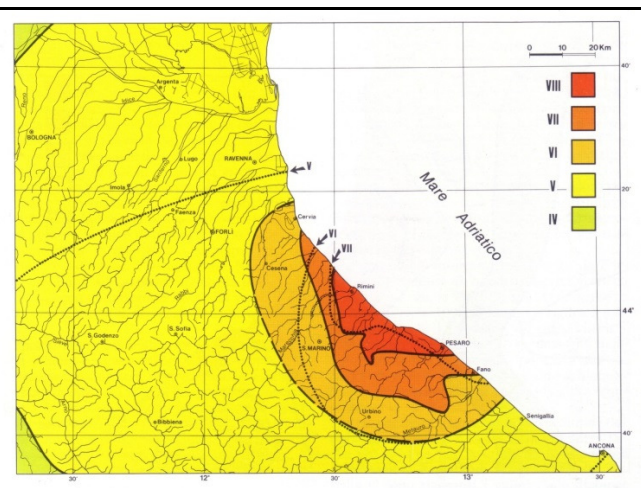 0 10 20 Km
40'
VIII
Argenta
VII
BOLOGNA
VI
Lugo
RAVENNA
V
V
Mare Adriatico
Imola
20'
Faenza
IV
FORLÌ
Cervia
VI
VII
Cesena
Rimini
44°
S. Godenzo
S. Sofia
S. MARINO
PESARO
Fano
Urbino
Senigallia
Bibbiena
Metauro
40'
ANCONA
30'
12°
30'
13°
30'